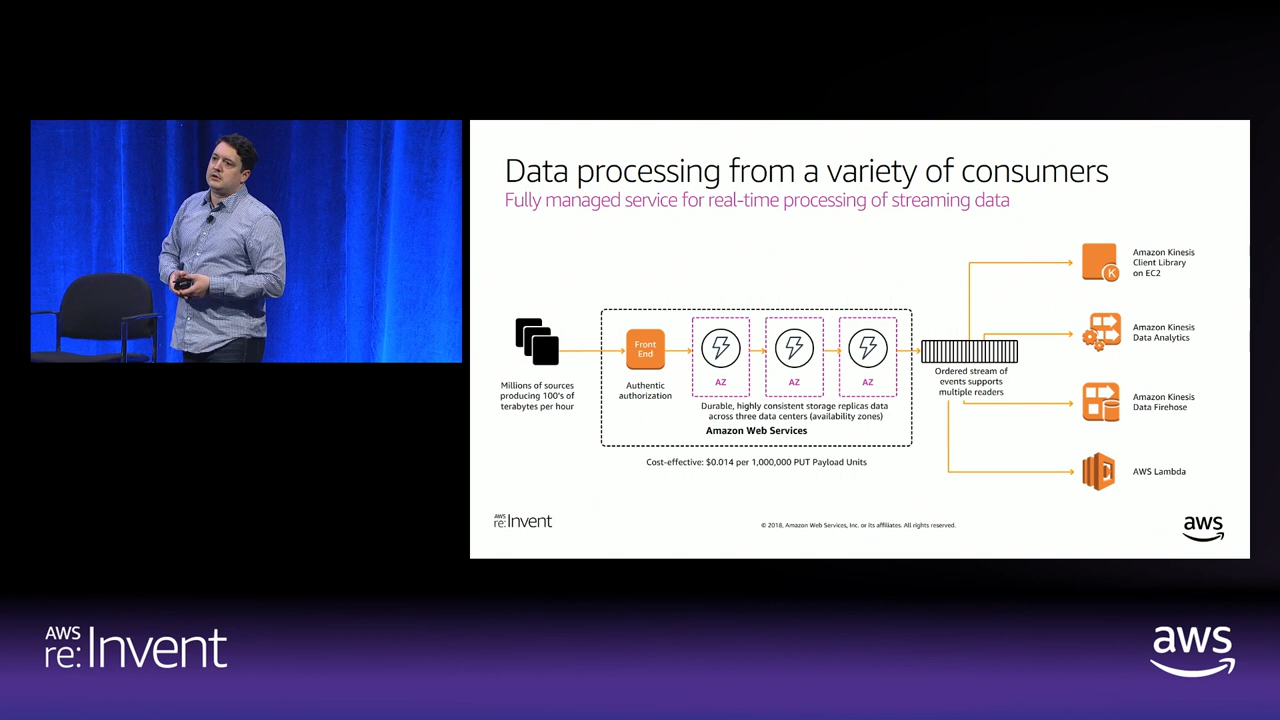 Data processing from a variety of consumers
Fully managed service for real-time processing of streaming data
Millions of sources
producing 100's of
terabytes per hour
Front
End
Authentic
authorization
AZ
AZ
AZ
Durable, highly consistent storage replicas data
across three data centers (availability zones)
Amazon Web Services
Cost-effective: $0.014 per 1,000,000 PUT Payload Units
Ordered stream of
events supports
multiple readers
K
Amazon Kinesis
Client Library
on EC2
Amazon Kinesis
Data Analytics
Amazon Kinesis
Data Firehose
AWS Lambda
AWS
re:Invent
© 2018, Amazon Web Services, Inc. or its affiliates. All rights reserved.
aws
AWS
re:Invent
aws